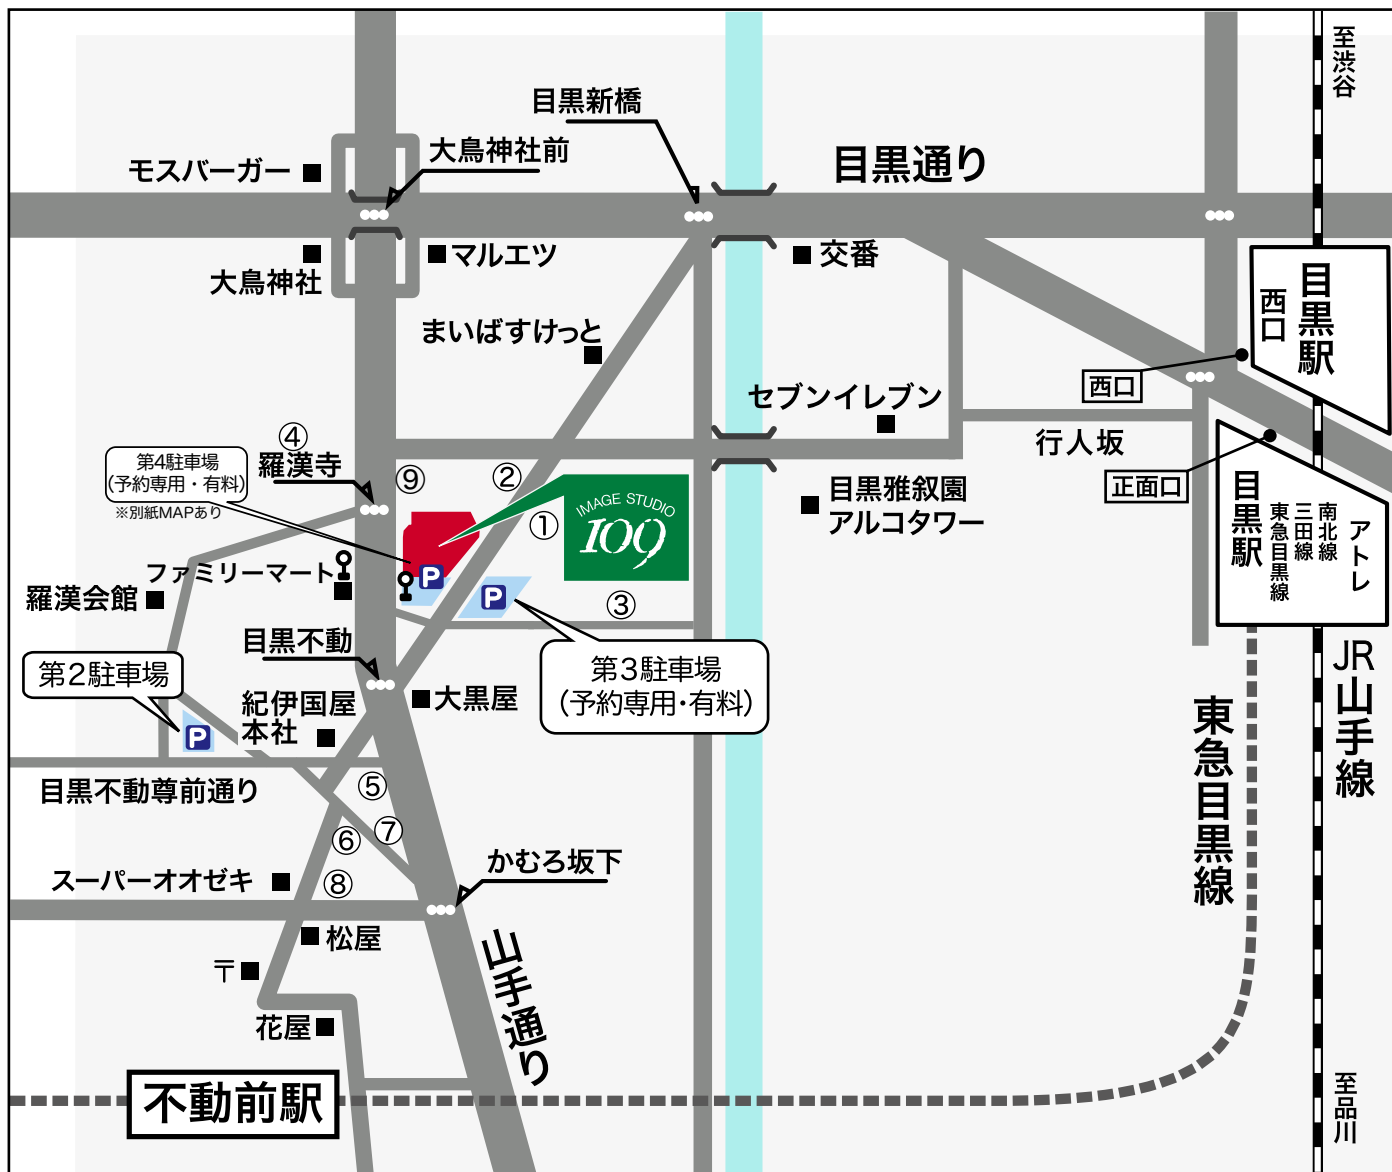 至渋谷
目黒新橋
大鳥神社前
モスバーガー
目黒通り
大鳥神社
マルエツ
交番
まいばすけっと
目黒駅
西口
西口
セブンイレブン
行人坂
④
羅漢寺
第4駐車場
(予約専用・有料)
※別紙MAPあり
⑨
②
①
IMAGE STUDIO
109
目黒雅叙園
アルコタワー
正面口
目黒駅
アトレ
南北線
三田線
東急目黒線
ファミリーマート
P
P
③
羅漢会館
目黒不動
第2駐車場
P
紀伊国屋
本社
大黒屋
第3駐車場
(予約専用・有料)
JR山手線
東急目黒線
目黒不動尊前通り
⑤
⑥
⑦
⑧
スーパーオオゼキ
かむろ坂下
松屋
〒
山手通り
花屋
不動前駅
至品川